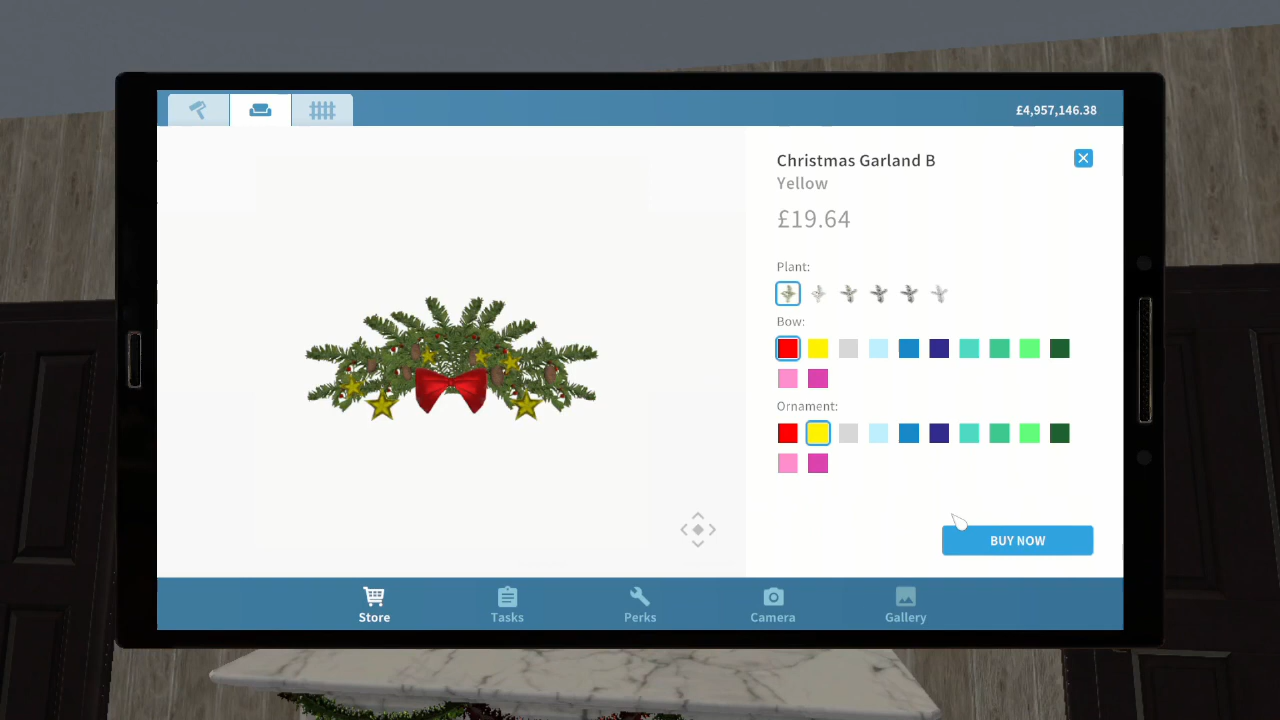 £4,957,146.38
Christmas Garland B
Yellow
£19.64
Plant:
Bow:
Ornament:
BUY NOW
Store
Tasks
Perks
Camera
Gallery